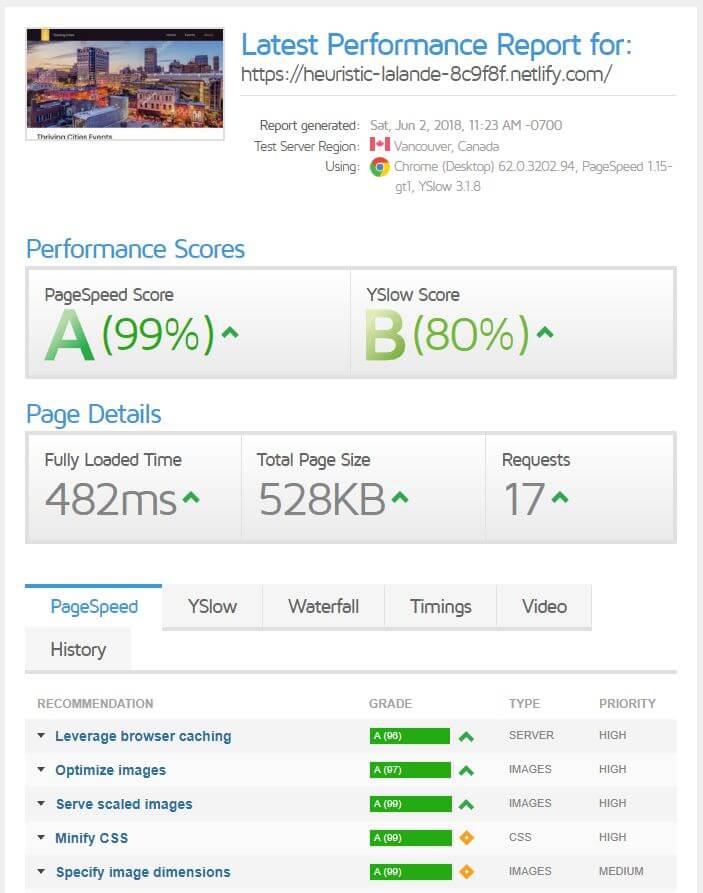 Thriving Cities
Home Events About
Thriving Cities Events
Latest Performance Report for:
https://heuristic-lalande-8c9f8f.netlify.com/
Report generated: Sat, Jun 2, 2018, 11:23 AM -0700
Test Server Region: Vancouver, Canada
Using: Chrome (Desktop) 62.0.3202.94, PageSpeed 1.15-
gt1, YSlow 3.1.8
Performance Scores
PageSpeed Score
A (99%)
YSlow Score
B (80%)
Page Details
Fully Loaded Time
482ms
Total Page Size
528KB
Requests
17
PageSpeed YSlow Waterfall Timings Video
History
RECOMMENDATION GRADE TYPE PRIORITY
Leverage browser caching A (96) SERVER HIGH
Optimize images A (97) IMAGES HIGH
Serve scaled images A (99) IMAGES HIGH
Minify CSS A (99) CSS HIGH
Specify image dimensions A (99) IMAGES MEDIUM